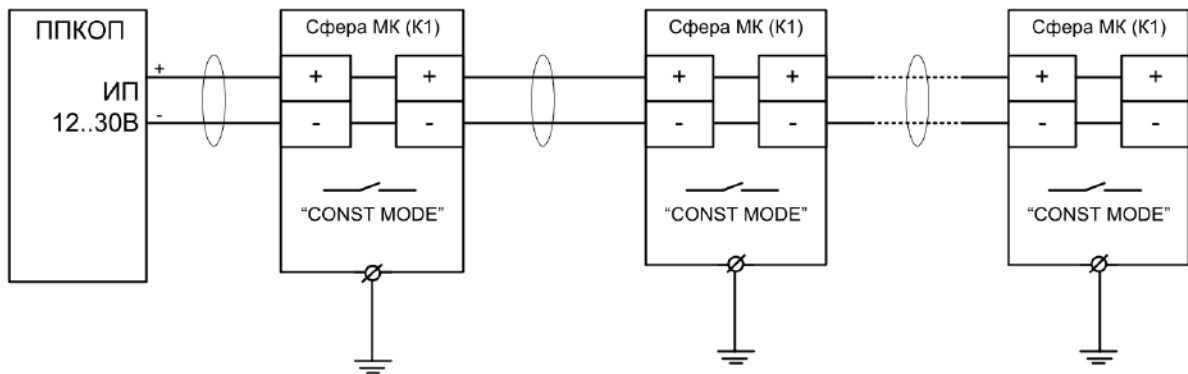 ППКОП
ИП
12..30В
+
-
Сфера МК (К1)
+ +
- -
“CONST MODE”
Сфера МК (К1)
+ +
- -
“CONST MODE”
Сфера МК (К1)
+ +
- -
“CONST MODE”